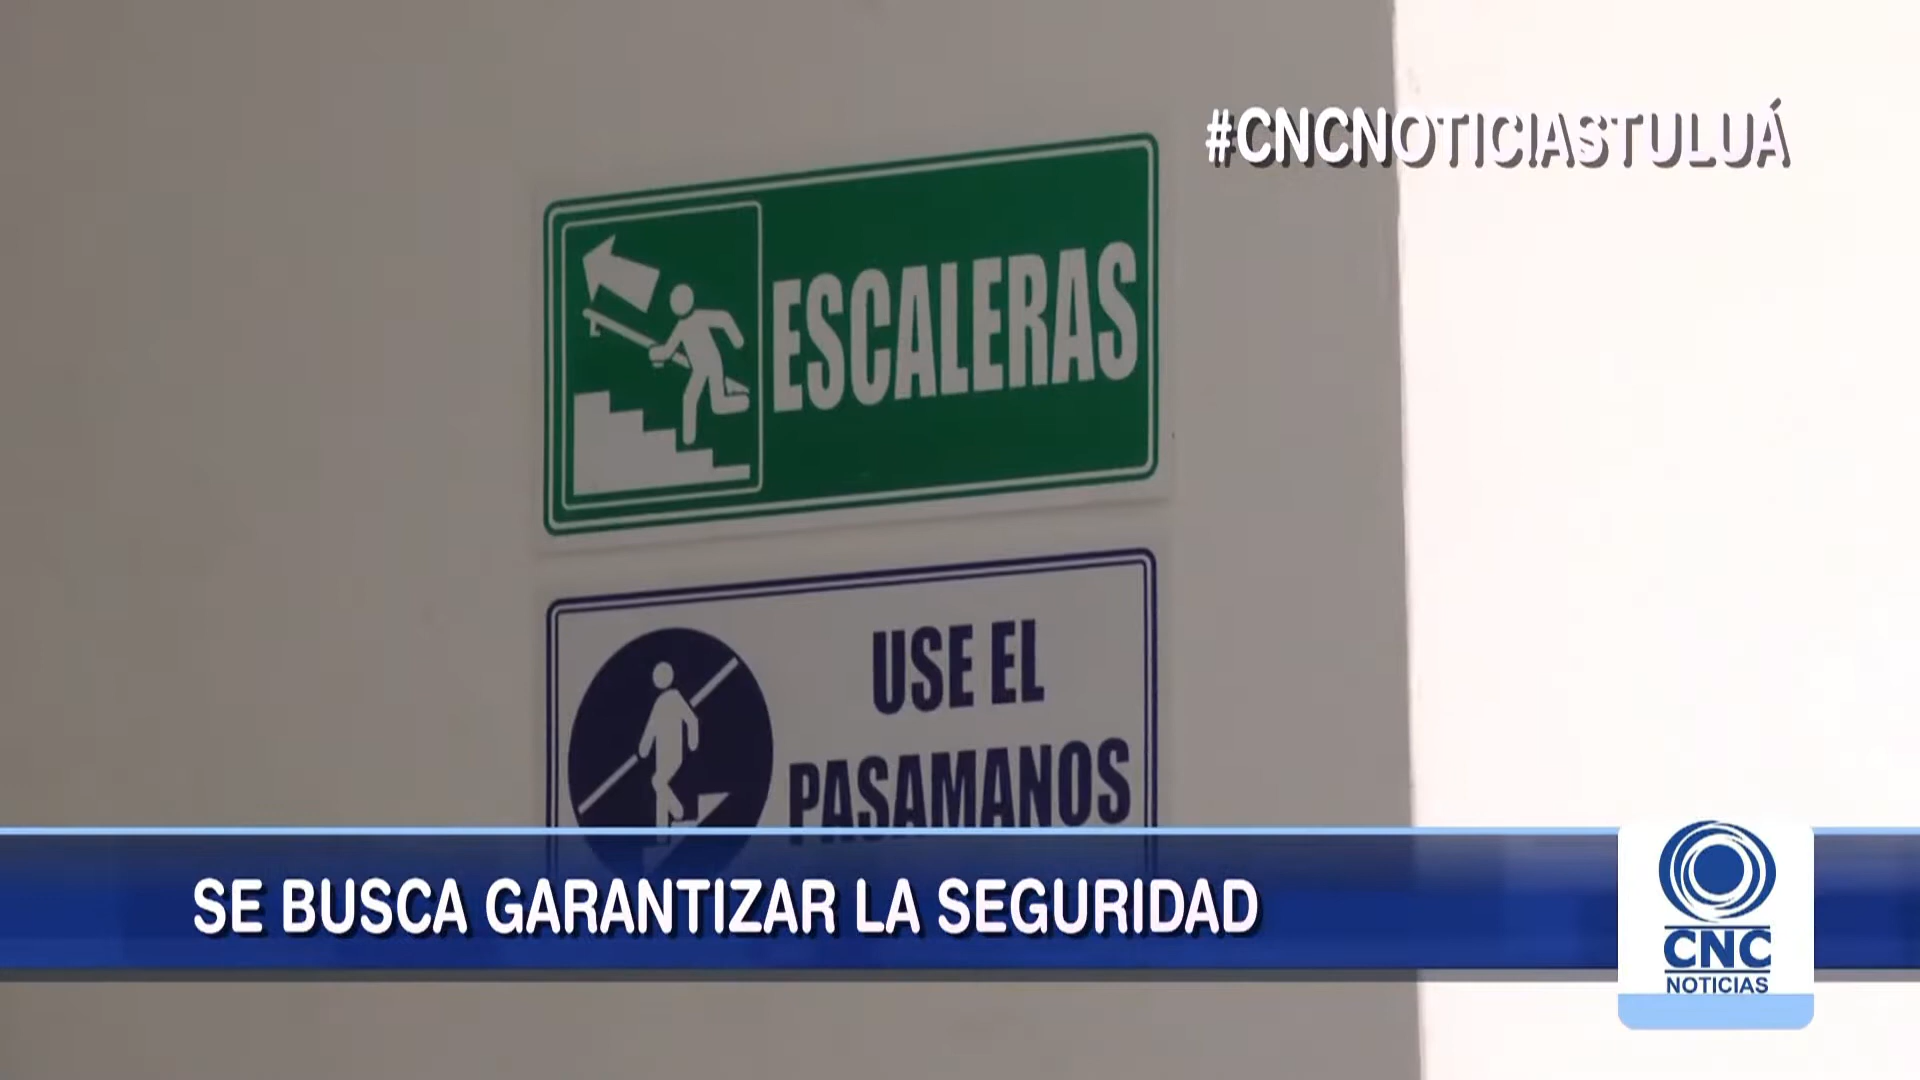 #CNCNOTICIASTULUÁ
ESCALERAS
USE EL
PASAMANOS
SE BUSCA GARANTIZAR LA SEGURIDAD
CNC
NOTICIAS